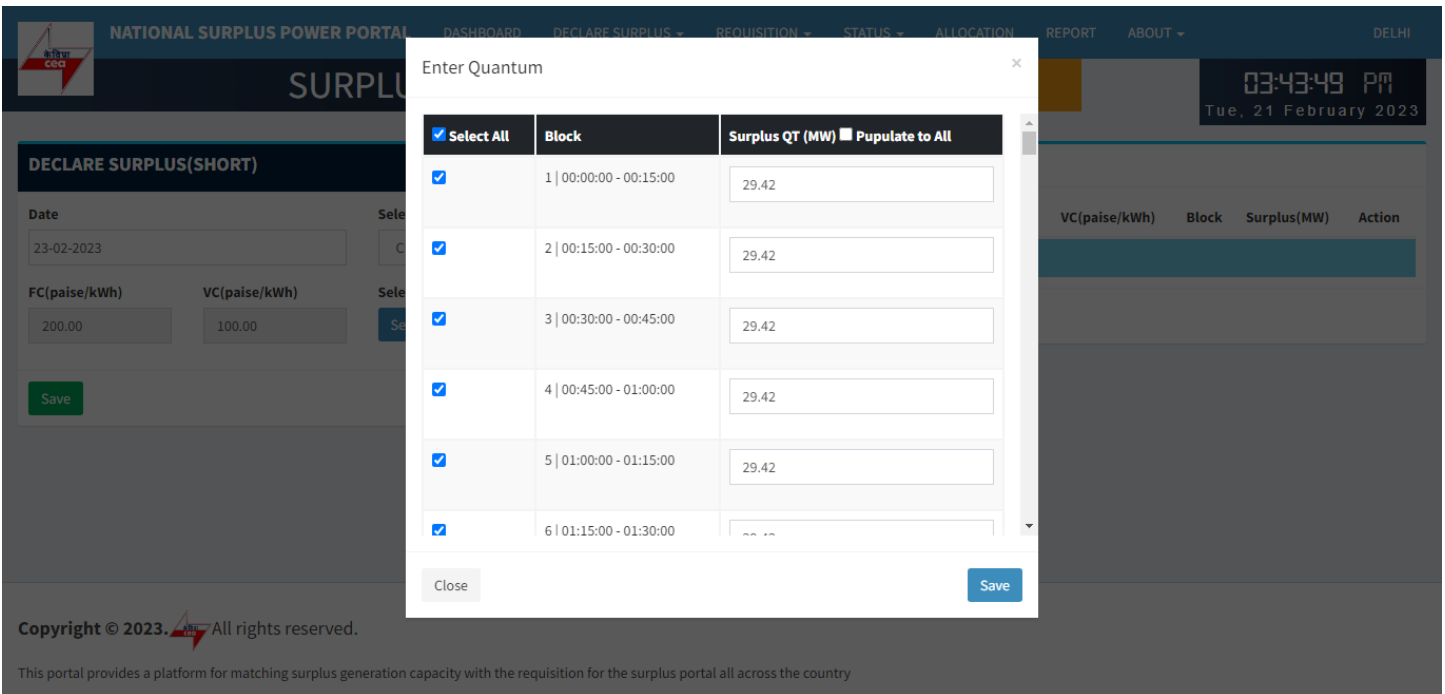 NATIONAL SURPLUS POWER PORTAL DASHBOARD DECLARE SURPLUS REQUISITION STATUS ALLOCATION REPORT ABOUT DELHI
केविप्रा
cea
SURPLU
03:43:49 PM
Tue, 21 February 2023
Enter Quantum ×
Select All Block Surplus QT (MW) Pupulate to All
1 | 00:00:00 - 00:15:00 29.42
2 | 00:15:00 - 00:30:00 29.42
3 | 00:30:00 - 00:45:00 29.42
4 | 00:45:00 - 01:00:00 29.42
5 | 01:00:00 - 01:15:00 29.42
6 | 01:15:00 - 01:30:00 29.42
Close Save
DECLARE SURPLUS(SHORT)
Date Sele
23-02-2023 C
FC(paise/kWh) VC(paise/kWh) Sele
200.00 100.00 Se
Save
VC(paise/kWh) Block Surplus(MW) Action
Copyright © 2023. cea All rights reserved.
This portal provides a platform for matching surplus generation capacity with the requisition for the surplus portal all across the country